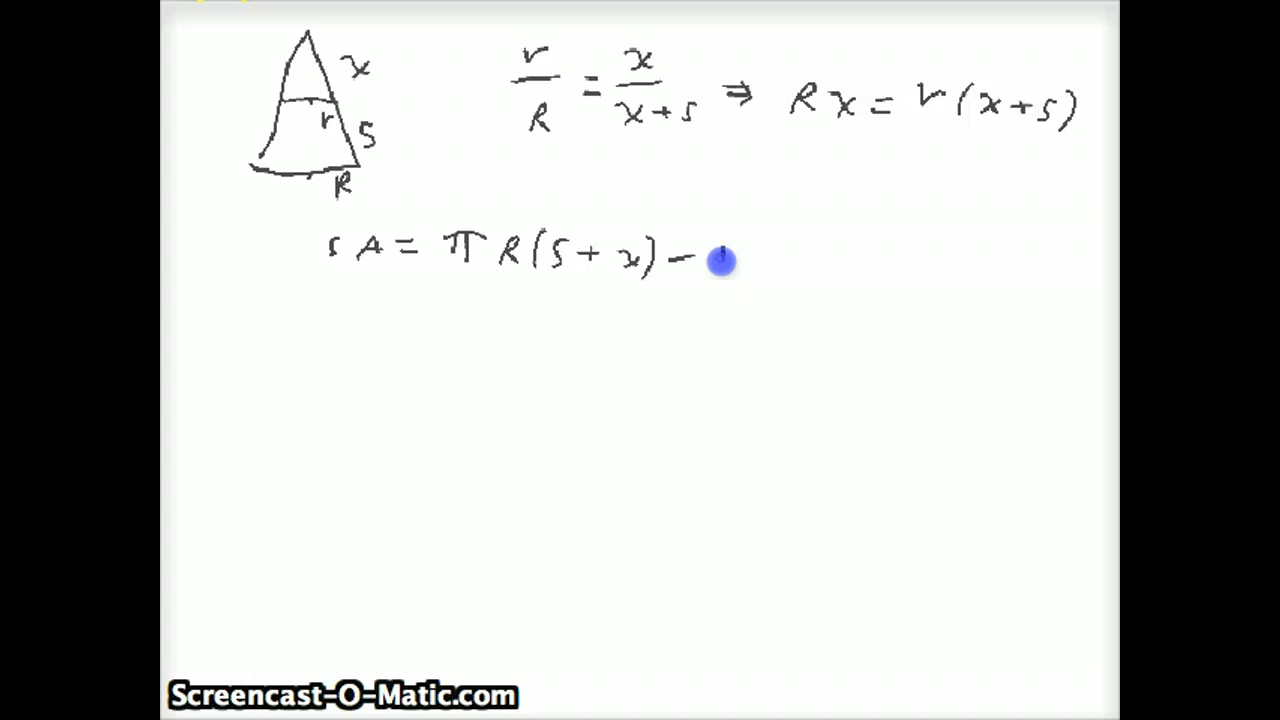 x
r
S
R
r/R = x/(x+s) ⇒ Rx = r(x+s)
SA = π R(S+x) –
Screencast-O-Matic.com